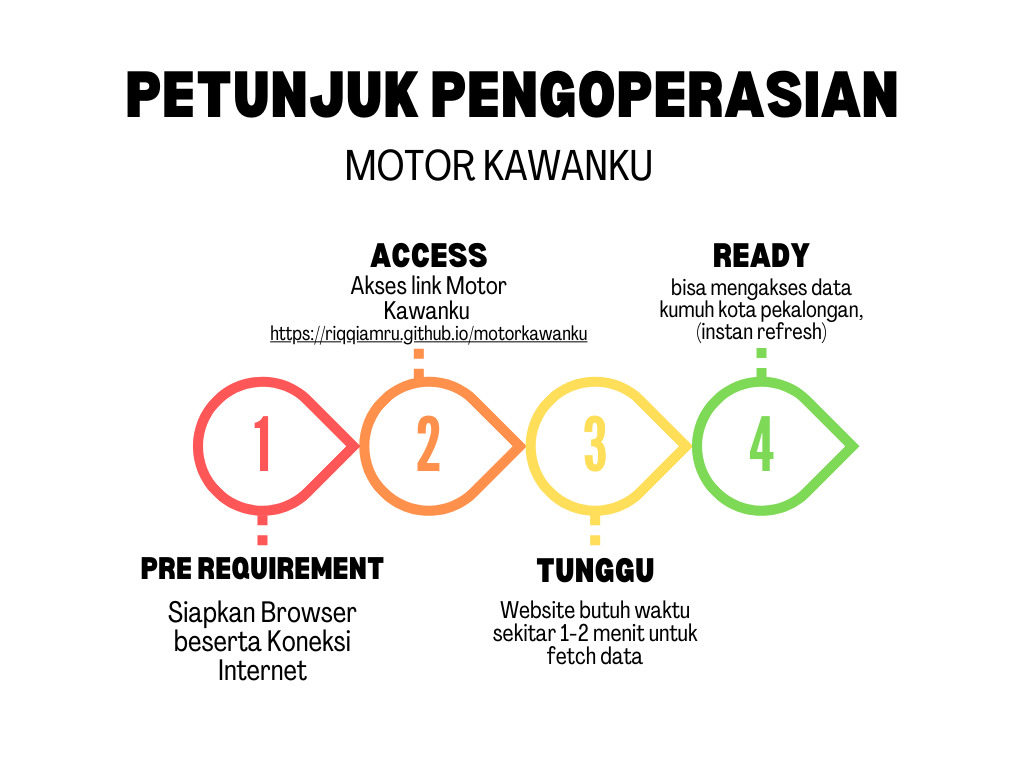 PETUNJUK PENGOPERASIAN
MOTOR KAWANKU
1
PRE REQUIREMENT
Siapkan Browser
beserta Koneksi
Internet
2
ACCESS
Akses link Motor
Kawanku
https://riqqiamru.github.io/motorkawanku
3
TUNGGU
Website butuh waktu
sekitar 1-2 menit untuk
fetch data
4
READY
bisa mengakses data
kumuh kota pekalongan,
(instan refresh)